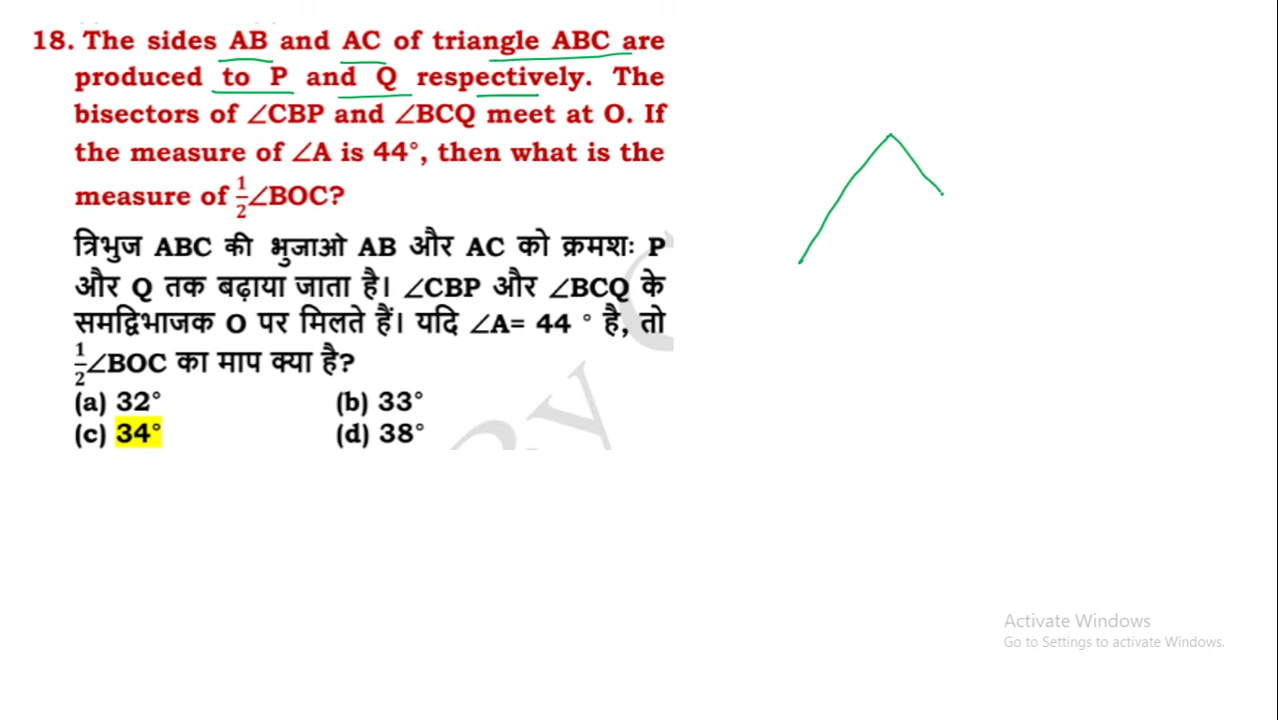 18. The sides AB and AC of triangle ABC are
produced to P and Q respectively. The
bisectors of ∠CBP and ∠BCQ meet at O. If
the measure of ∠A is 44°, then what is the
measure of 1/2∠BOC?
त्रिभुज ABC की भुजाओ AB और AC को क्रमशः P
और Q तक बढ़ाया जाता है। ∠CBP और ∠BCQ के
समद्विभाजक O पर मिलते हैं। यदि ∠A= 44 ° है, तो
1/2∠BOC का माप क्या है?
(a) 32° (b) 33°
(c) 34° (d) 38°
Activate Windows
Go to Settings to activate Windows.